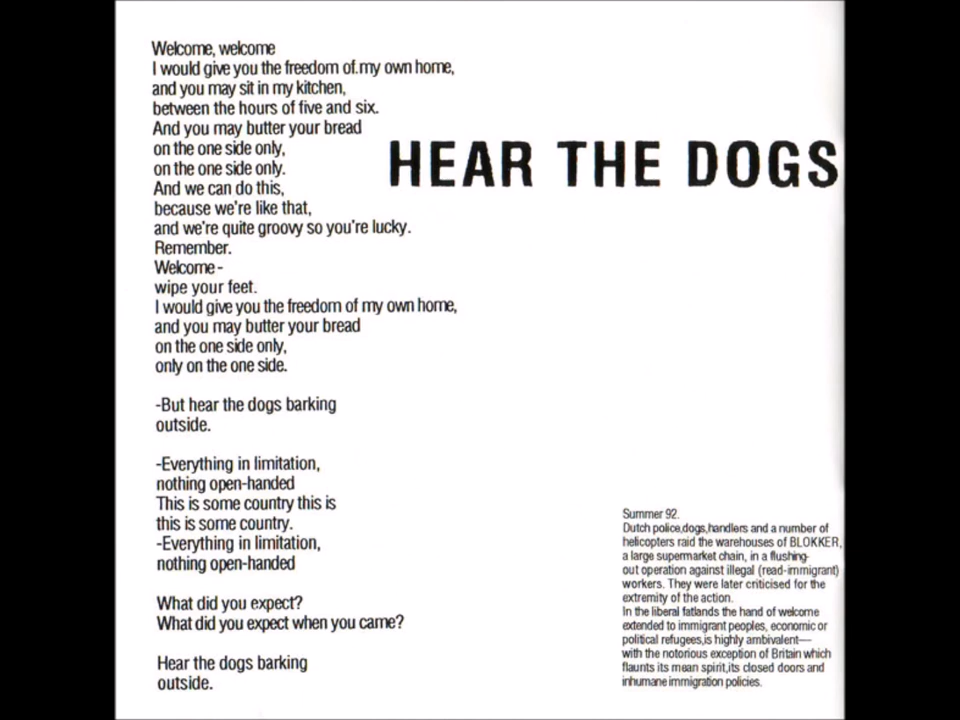 Welcome, welcome
I would give you the freedom of.my own home,
and you may sit in my kitchen,
between the hours of five and six.
And you may butter your bread
on the one side only,
on the one side only.
And we can do this,
because we're like that,
and we're quite groovy so you're lucky.
Remember.
Welcome -
wipe your feet.
I would give you the freedom of my own home,
and you may butter your bread
on the one side only,
only on the one side.
-But hear the dogs barking
outside.
-Everything in limitation,
nothing open-handed
This is some country this is
this is some country.
-Everything in limitation,
nothing open-handed
What did you expect?
What did you expect when you came?
Hear the dogs barking
outside.
HEAR THE DOGS
Summer 92.
Dutch police,dogs,handlers and a number of
helicopters raid the warehouses of BLOKKER,
a large supermarket chain, in a flushing-
out operation against illegal (read-immigrant)
workers. They were later criticised for the
extremity of the action.
In the liberal fatlands the hand of welcome
extended to immigrant peoples, economic or
political refugees,is highly ambivalent—
with the notorious exception of Britain which
flaunts its mean spirit,its closed doors and
inhumane immigration policies.